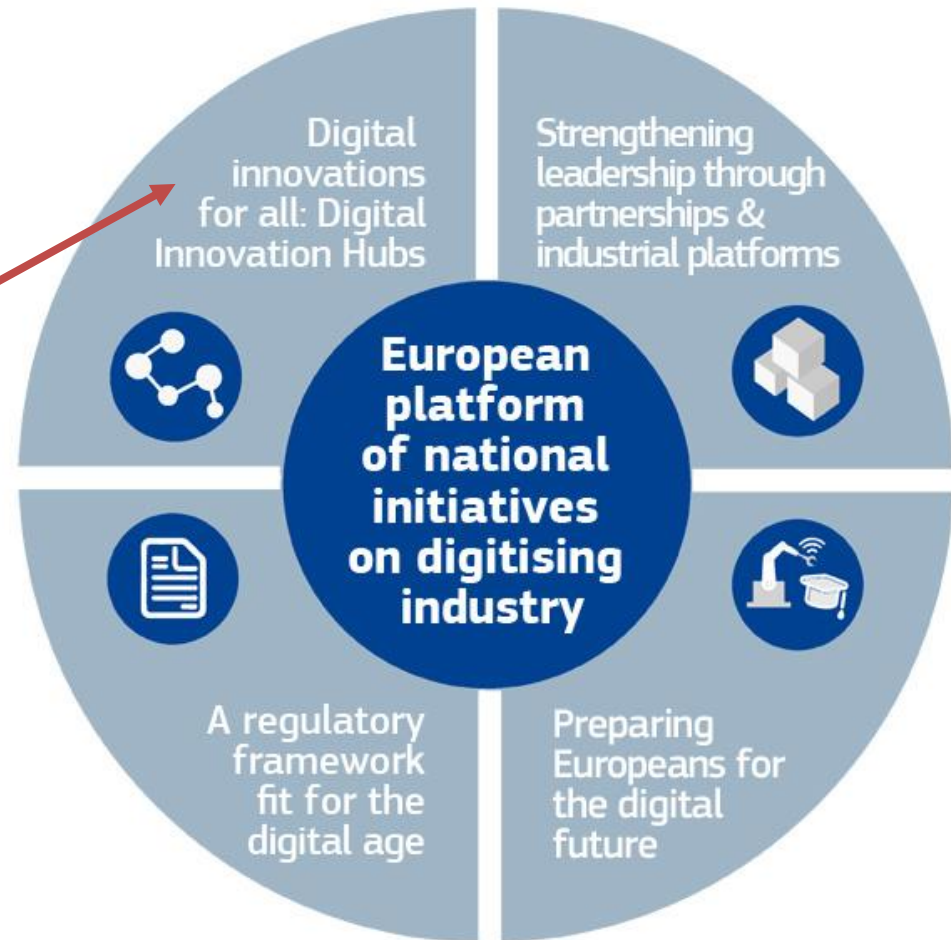 Digital
innovations
for all: Digital
Innovation Hubs
Strengthening
leadership through
partnerships &
industrial platforms
European
platform
of national
initiatives
on digitising
industry
A regulatory
framework
fit for the
digital age
Preparing
Europeans for
the digital
future